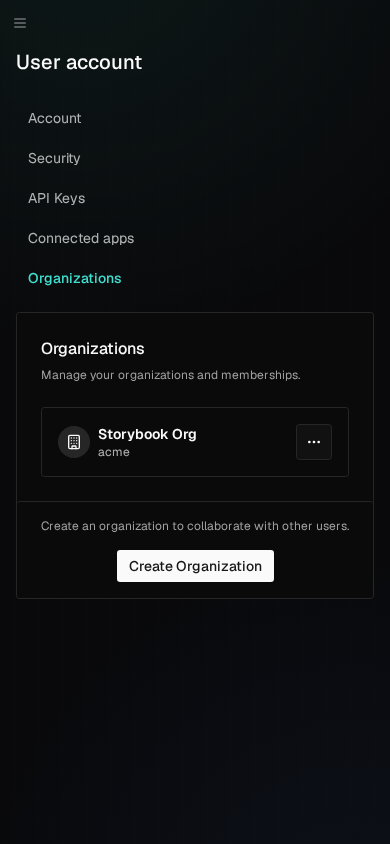 User account
Account
Security
API Keys
Connected apps
Organizations
Organizations
Manage your organizations and memberships.
Storybook Org
acme
Create an organization to collaborate with other users.
Create Organization